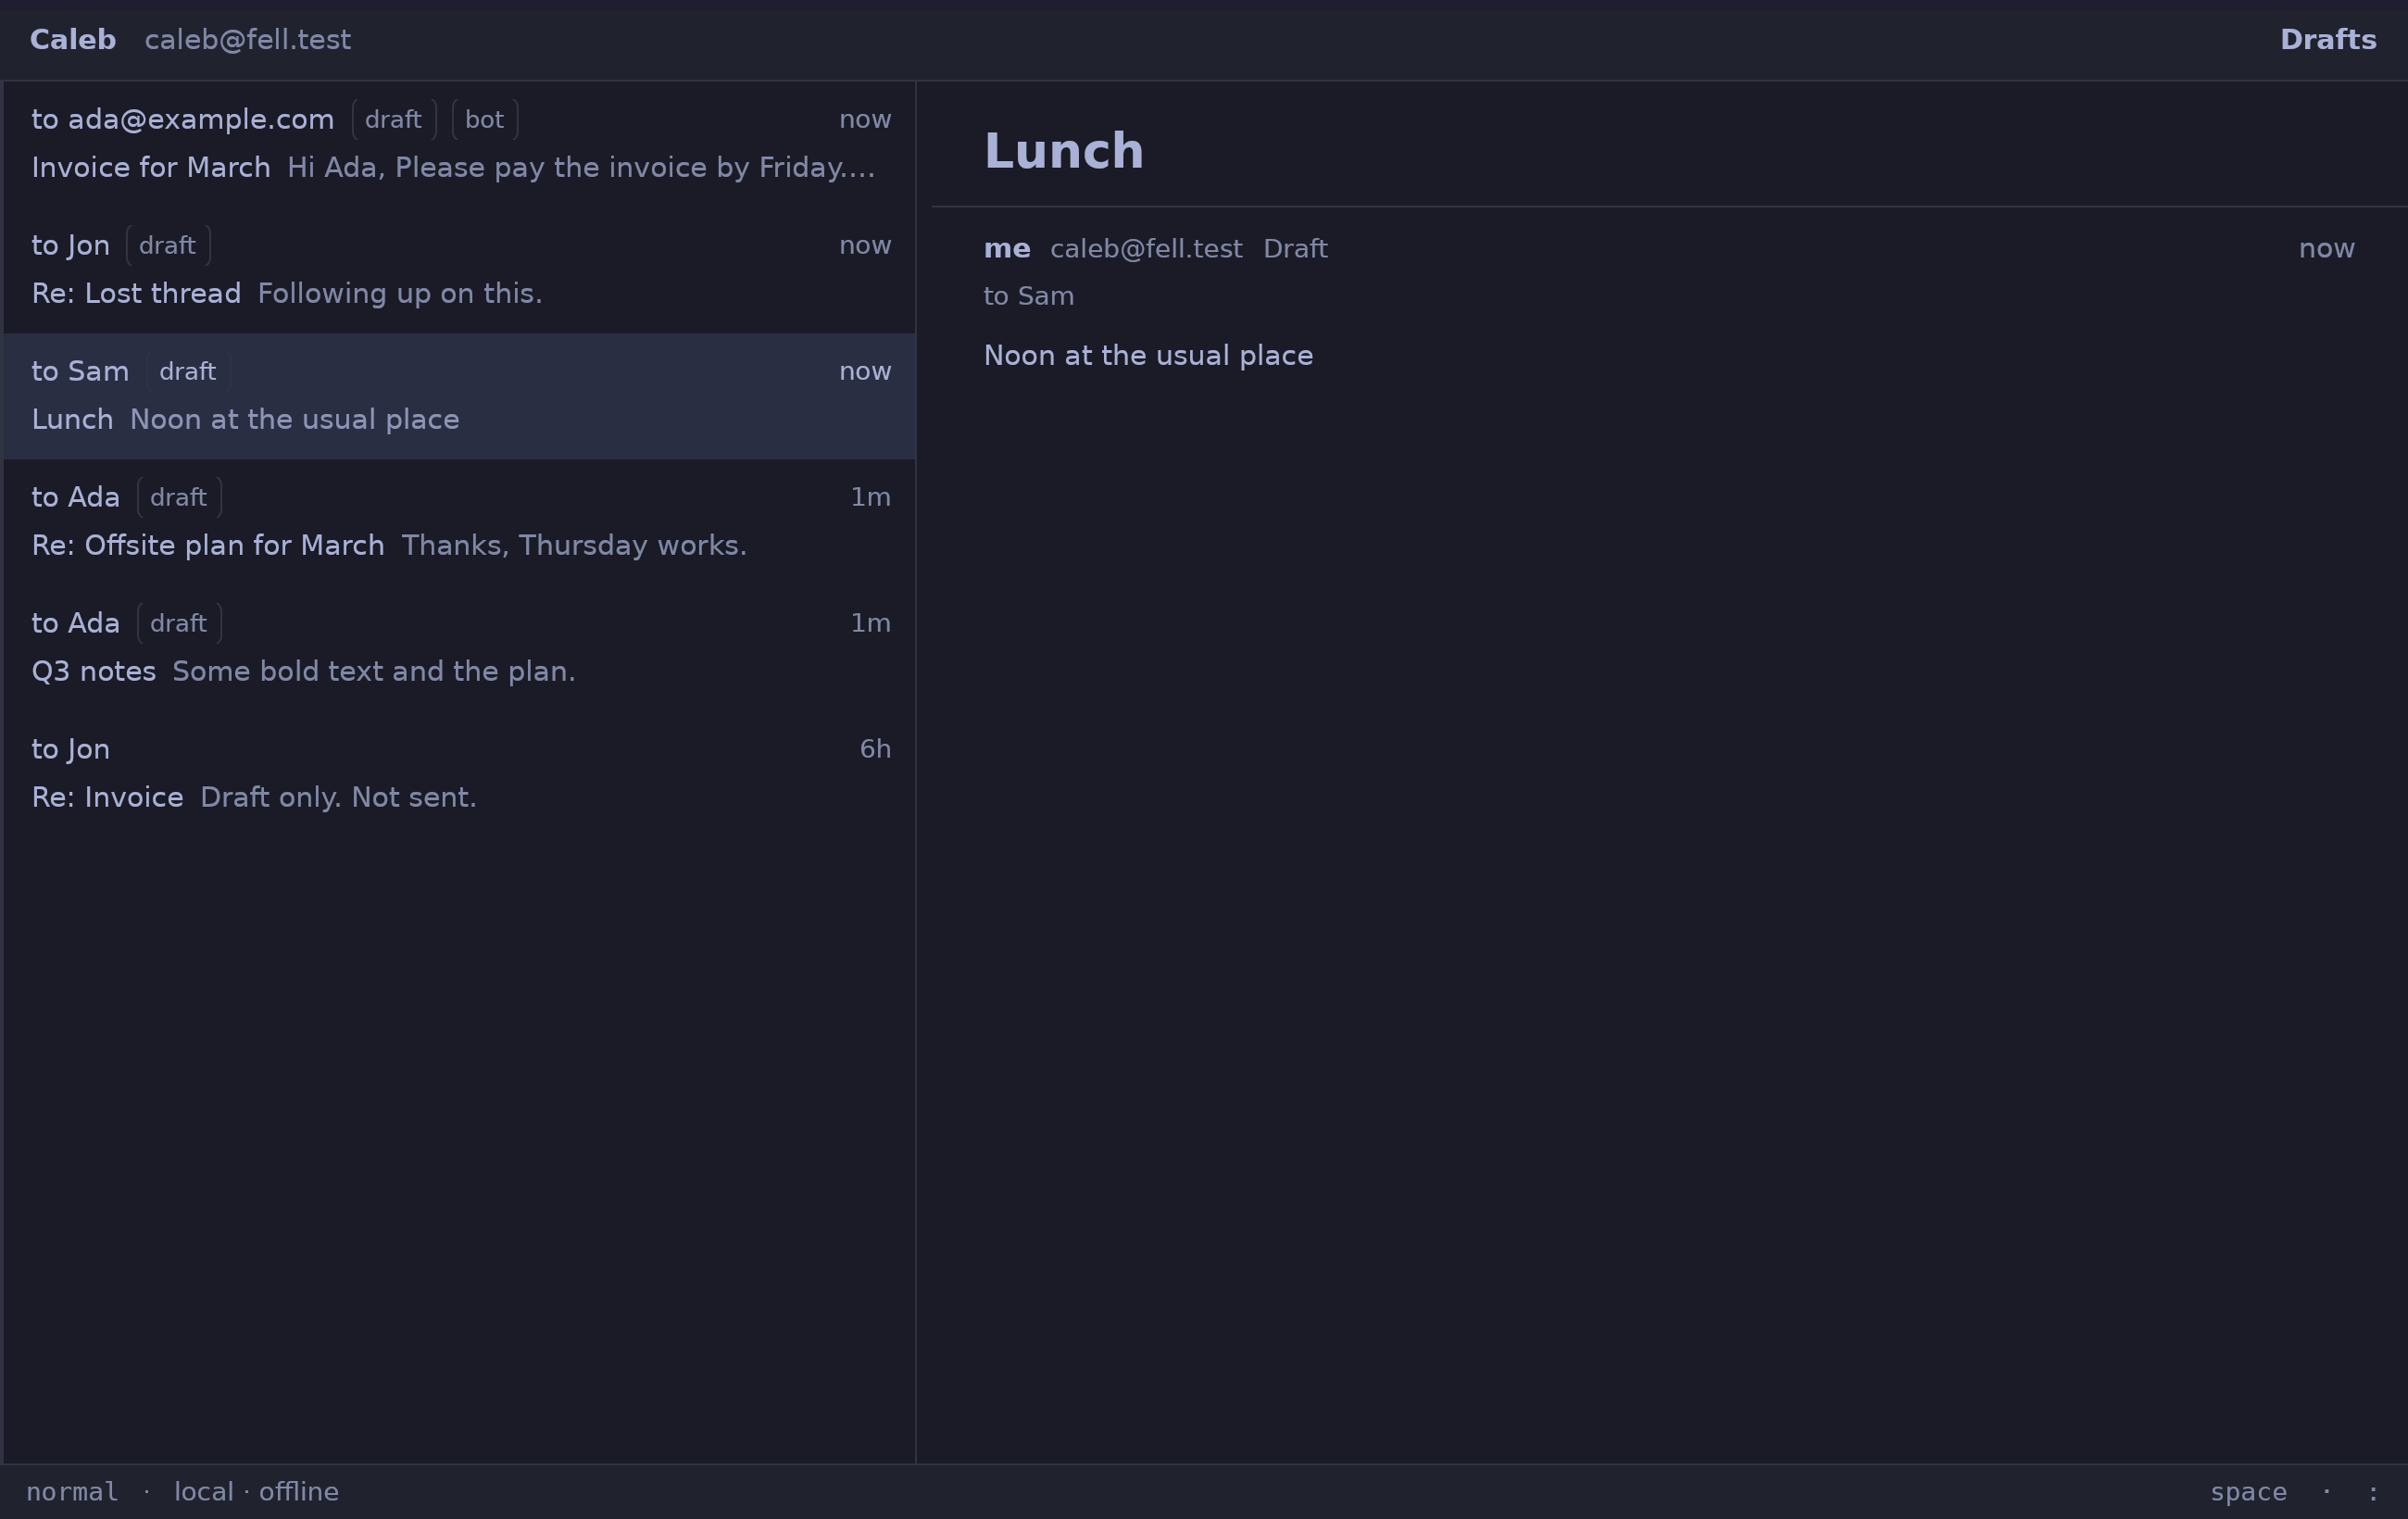 Caleb caleb@fell.test Drafts
to ada@example.com draft bot now
Invoice for March Hi Ada, Please pay the invoice by Friday....
to Jon draft now
Re: Lost thread Following up on this.
to Sam draft now
Lunch Noon at the usual place
to Ada draft 1m
Re: Offsite plan for March Thanks, Thursday works.
to Ada draft 1m
Q3 notes Some bold text and the plan.
to Jon 6h
Re: Invoice Draft only. Not sent.
Lunch
me caleb@fell.test Draft now
to Sam
Noon at the usual place
normal · local · offline space · :